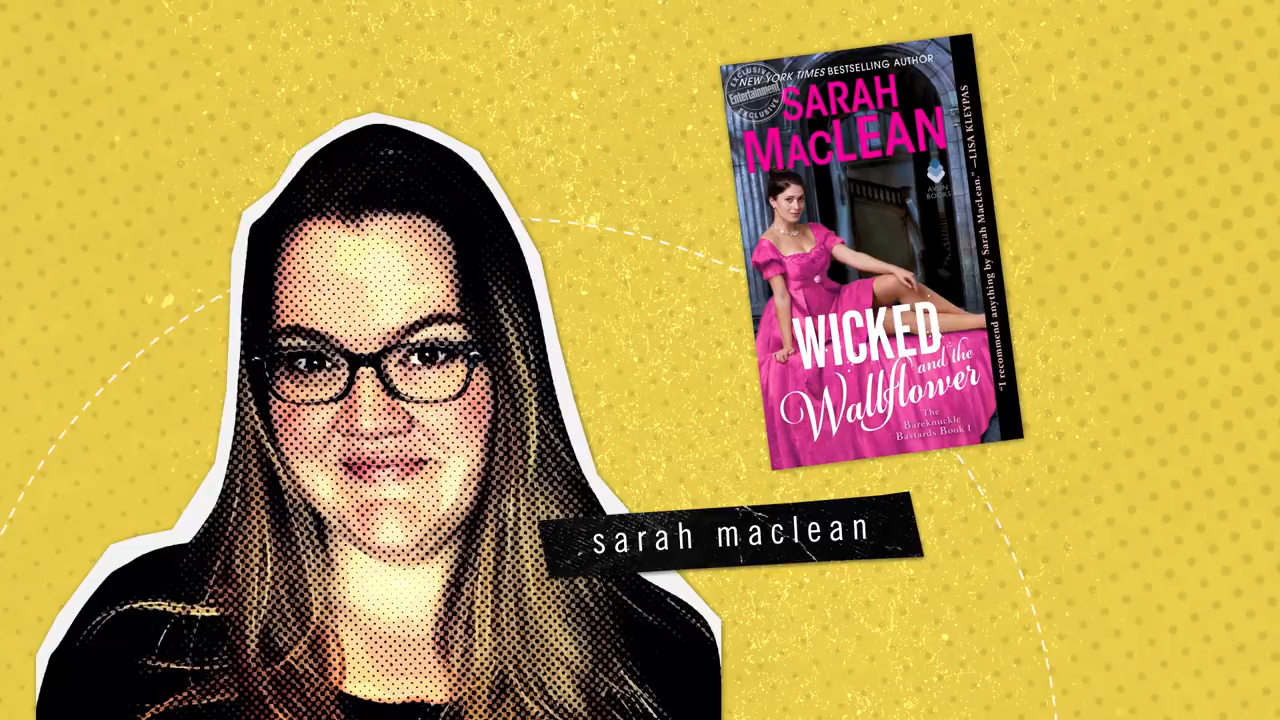 EXCLUSIVE
Entertainment
EXCLUSIVE
NEW YORK TIMES BESTSELLING AUTHOR
SARAH
MACLEAN
AVON
BOOKS
WICKED
and the
Wallflower
The
Bareknuckle
Bastards Book I
"I recommend anything by Sarah MacLean." —LISA KLEYPAS
sarah maclean